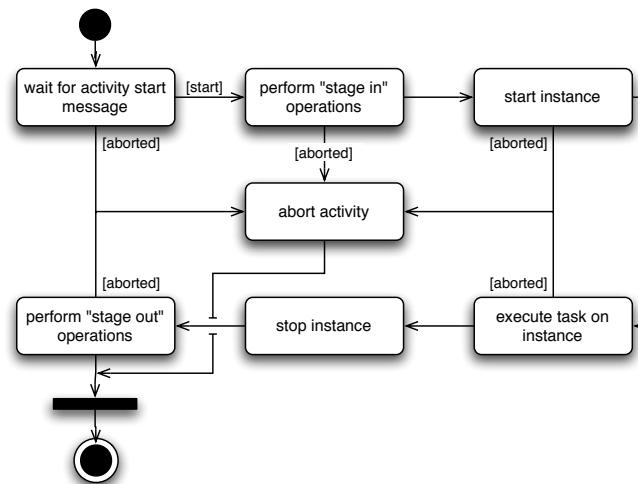 wait for activity start
message
[start]
perform "stage in"
operations
start instance
[aborted]
[aborted]
[aborted]
abort activity
[aborted]
[aborted]
perform "stage out"
operations
stop instance
execute task on
instance